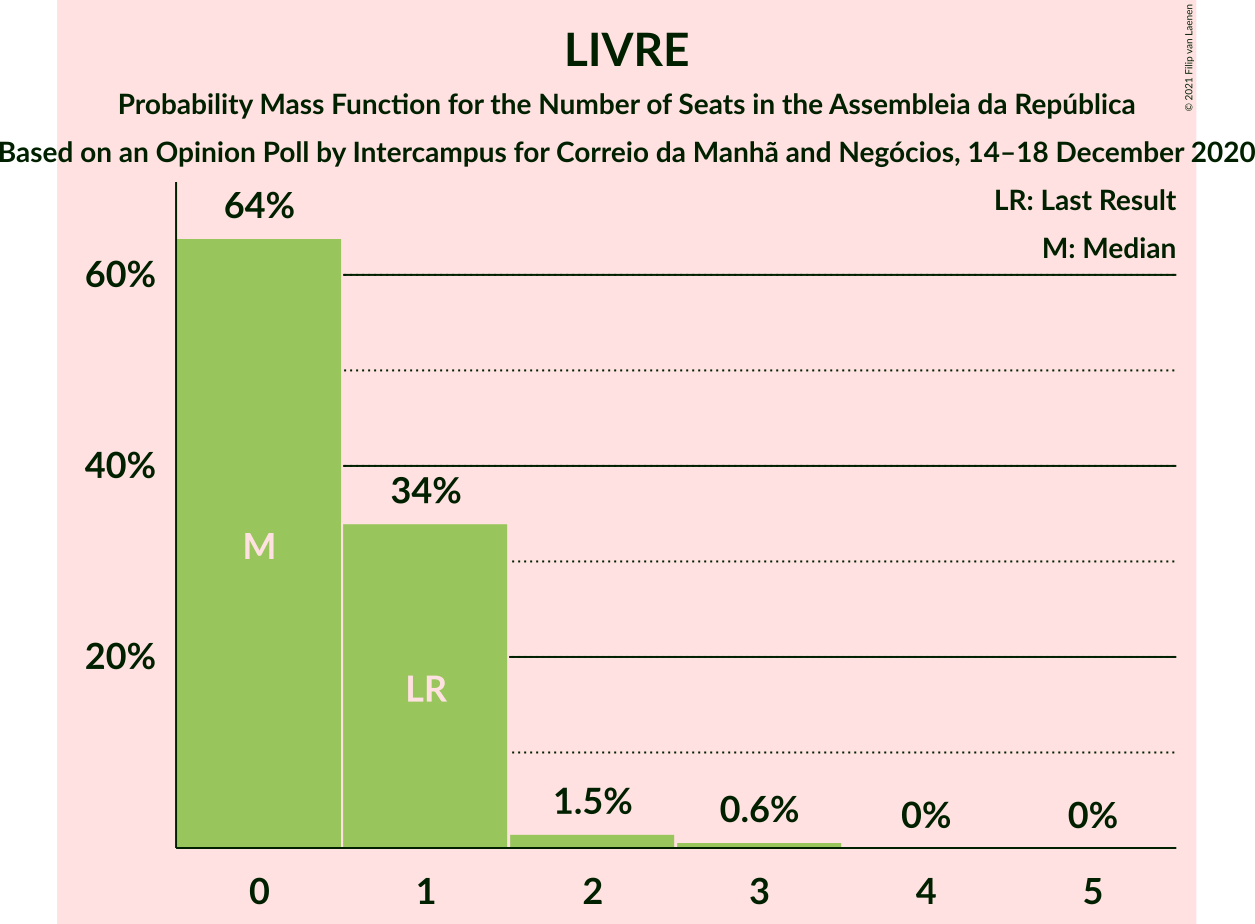 LIVRE
Probability Mass Function for the Number of Seats in the Assembleia da República
Based on an Opinion Poll by Intercampus for Correio da Manhã and Negócios, 14–18 December 2020
© 2021 Filip van Laenen
LR: Last Result
M: Median
64%
60%
40%
34%
M
20%
LR
1.5%
0.6%
0%
0%
0
1
2
3
4
5